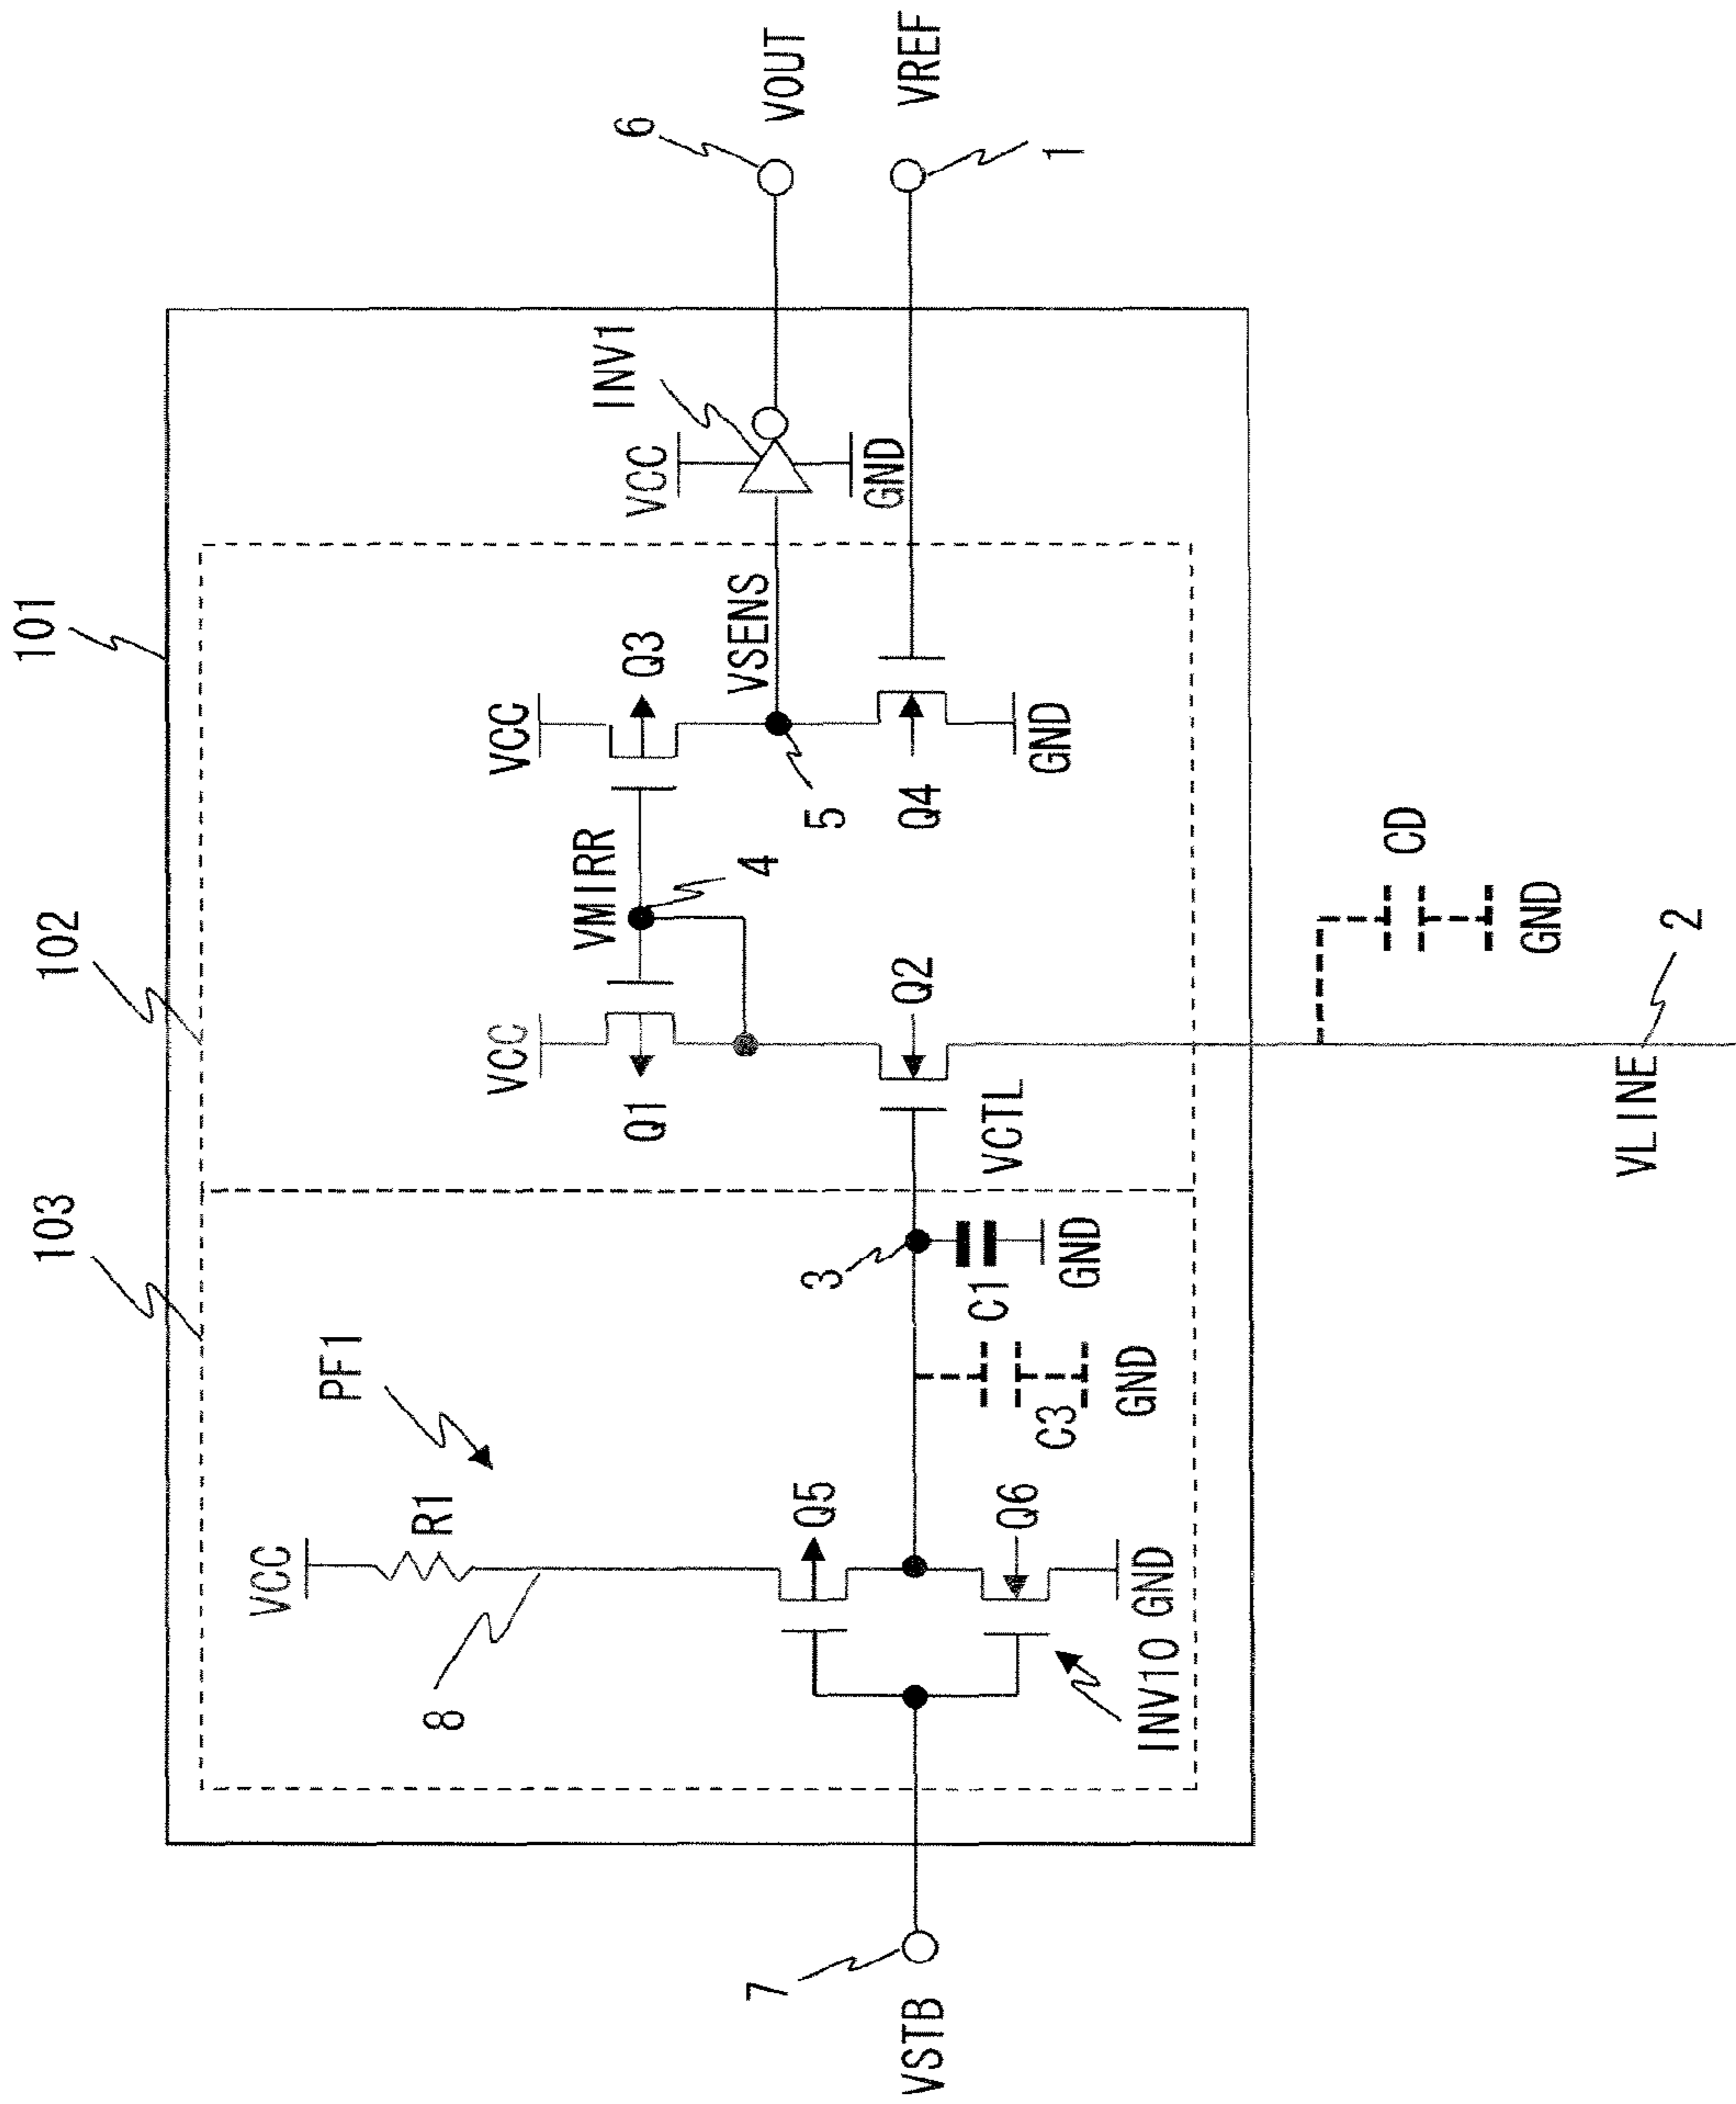 101
102
103
PF1
VCC
R1
8
Q5
Q6
INV10
GND
C3
GND
C1
GND
3
VCTL
VCC
Q1
Q2
VMIRR
4
VCC
Q3
VSENS
5
Q4
GND
VCC
INV1
GND
6
VOUT
VREF
1
7
VSTB
CD
GND
VLINE
2